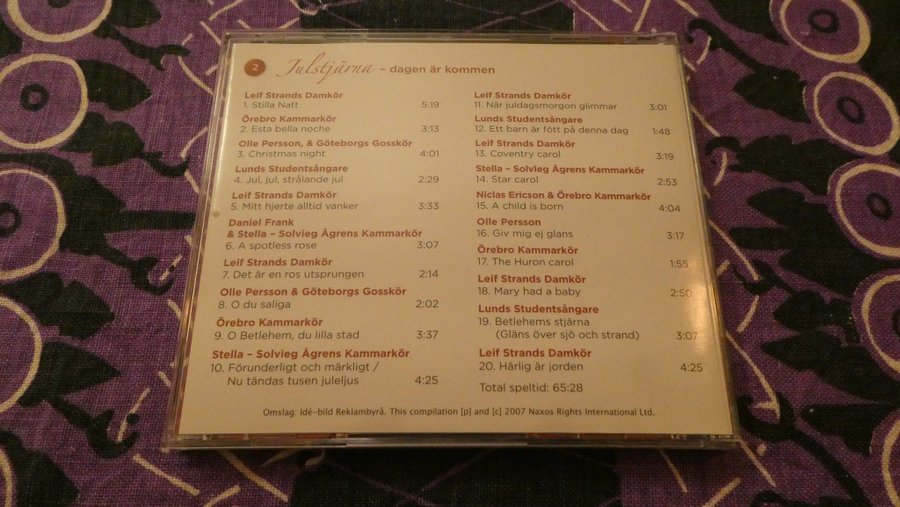 2 Julstjärna – dagen är kommen
Leif Strands Damkör
1. Stilla Natt 5:19
Örebro Kammarkör
2. Esta bella noche 3:13
Olle Persson, & Göteborgs Gosskör
3. Christmas night 4:01
Lunds Studentsångare
4. Jul, jul, strålande jul 2:29
Leif Strands Damkör
5. Mitt hjerte alltid vanker 3:33
Daniel Frank
& Stella – Solvieg Ågrens Kammarkör
6. A spotless rose 3:07
Leif Strands Damkör
7. Det är en ros utsprungen 2:14
Olle Persson & Göteborgs Gosskör
8. O du saliga 2:02
Örebro Kammarkör
9. O Betlehem, du lilla stad 3:37
Stella – Solvieg Ågrens Kammarkör
10. Förunderligt och märkligt /
Nu tändas tusen juleljus 4:25
Leif Strands Damkör
11. När juldagsmorgon glimmar 3:01
Lunds Studentsångare
12. Ett barn är fött på denna dag 1:48
Leif Strands Damkör
13. Coventry carol 3:19
Stella – Solvieg Ågrens Kammarkör
14. Star carol 2:53
Niclas Ericson & Örebro Kammarkör
15. A child is born 4:04
Olle Persson
16. Giv mig ej glans 3:17
Örebro Kammarkör
17. The Huron carol 1:55
Leif Strands Damkör
18. Mary had a baby 2:50
Lunds Studentsångare
19. Betlehems stjärna
(Gläns över sjö och strand) 3:07
Leif Strands Damkör
20. Härlig är jorden 4:25
Total speltid: 65:28
Omslag: Idé-bild Reklambyrå. This compilation [p] and [c] 2007 Naxos Rights International Ltd.